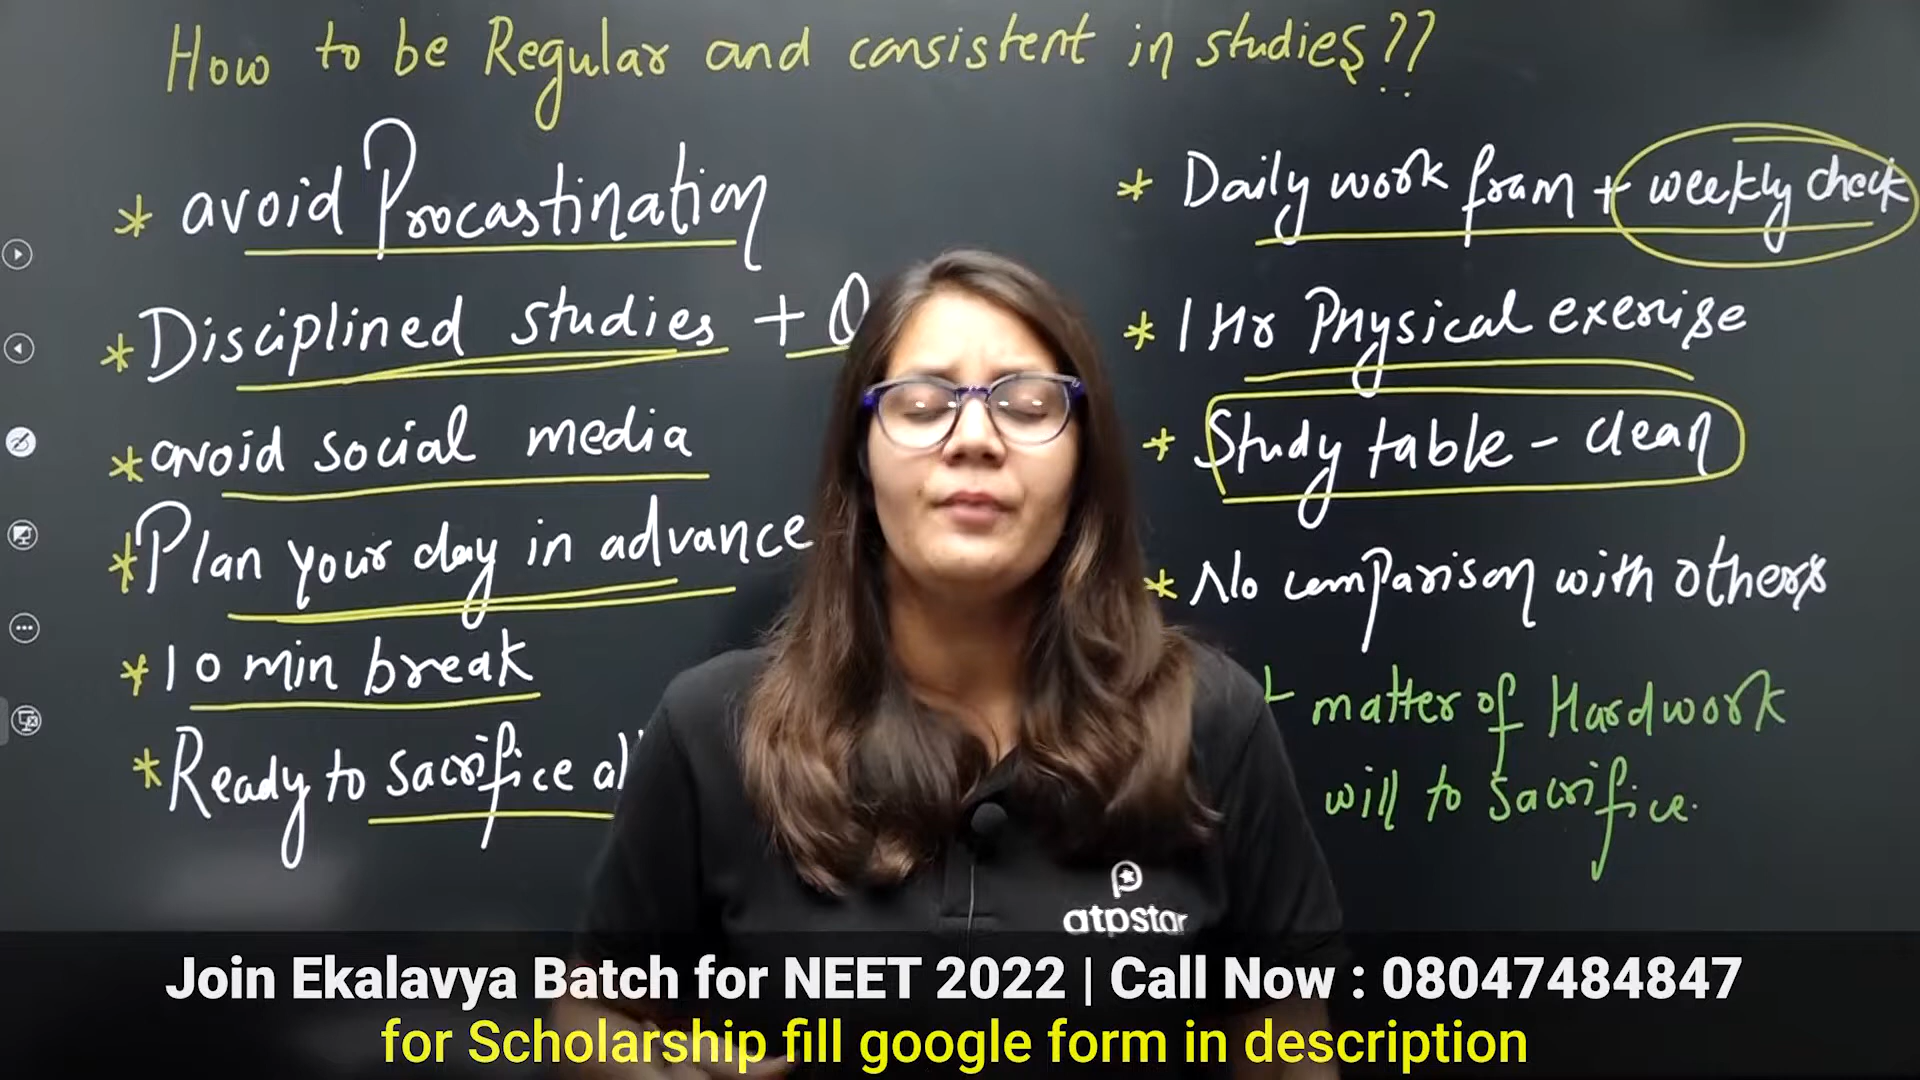 How to be Regular and consistent in studies??
* avoid Procastination
* Disciplined studies +
* avoid social media
* Plan your day in advance
* 10 min break
* Ready to sacrifice
* Daily work fram + weekly check
* 1 Hr Physical exercise
* Study table - clean
* No comparison with others
matter of Hardwork
will to sacrifice.
atpstar
Join Ekalavya Batch for NEET 2022 | Call Now : 08047484847
for Scholarship fill google form in description